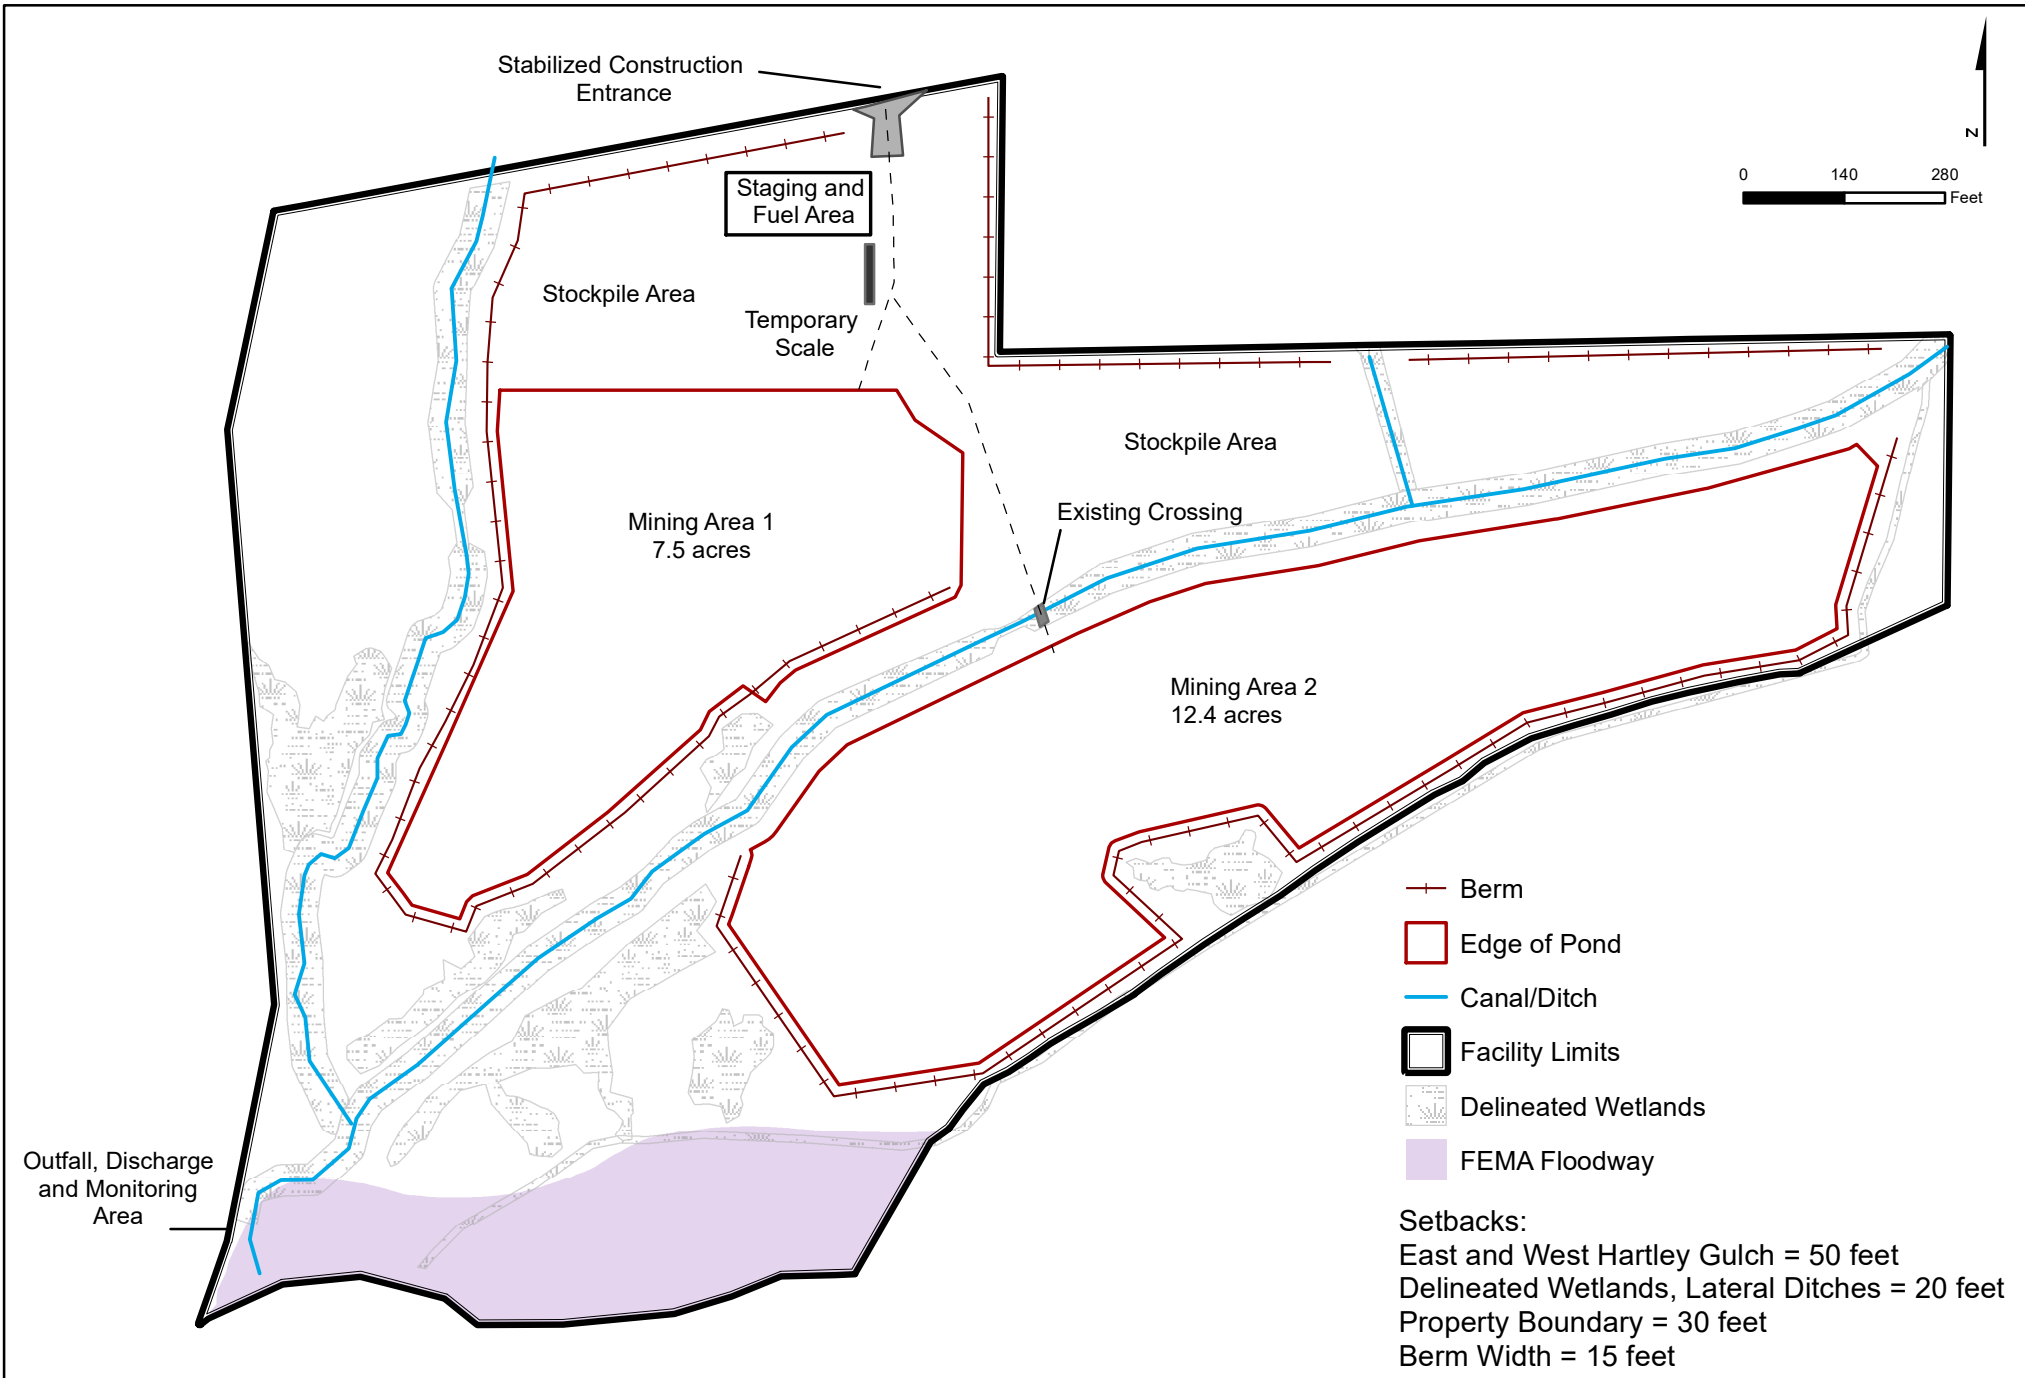 Stabilized Construction
Entrance
Z
0 140 280
Feet
Staging and
Fuel Area
Stockpile Area
Temporary
Scale
Stockpile Area
Existing Crossing
Mining Area 1
7.5 acres
Mining Area 2
12.4 acres
Berm
Edge of Pond
Canal/Ditch
Facility Limits
Delineated Wetlands
FEMA Floodway
Outfall, Discharge
and Monitoring
Area
Setbacks:
East and West Hartley Gulch = 50 feet
Delineated Wetlands, Lateral Ditches = 20 feet
Property Boundary = 30 feet
Berm Width = 15 feet